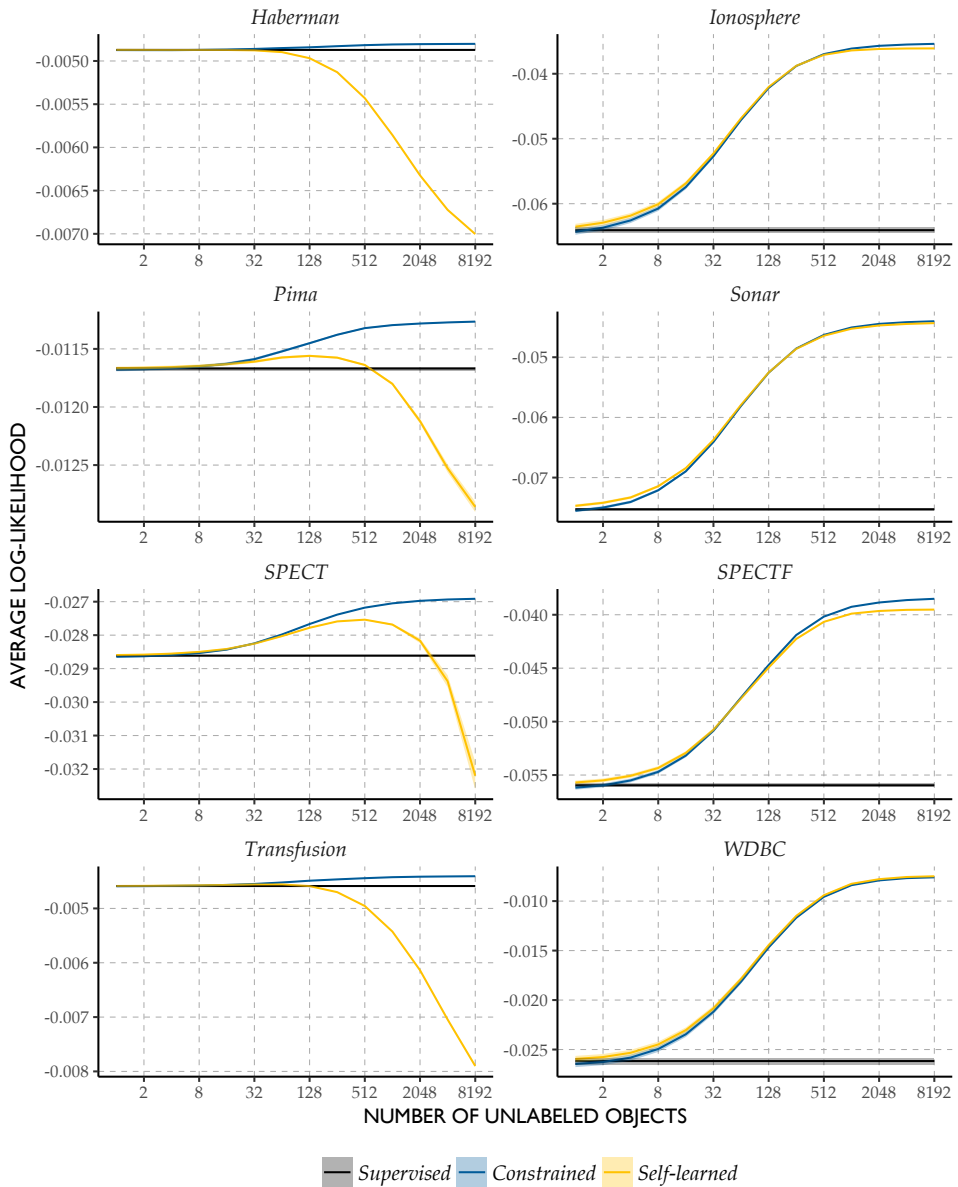 Haberman
Ionosphere
-0.0050
-0.0055
-0.0060
-0.0065
-0.0070
2 8 32 128 512 2048 8192
-0.04
-0.05
-0.06
2 8 32 128 512 2048 8192
Pima
Sonar
-0.0115
-0.0120
-0.0125
2 8 32 128 512 2048 8192
-0.05
-0.06
-0.07
2 8 32 128 512 2048 8192
AVERAGE LOG-LIKELIHOOD
SPECT
SPECTF
-0.027
-0.028
-0.029
-0.030
-0.031
-0.032
2 8 32 128 512 2048 8192
-0.040
-0.045
-0.050
-0.055
2 8 32 128 512 2048 8192
Transfusion
WDBC
-0.005
-0.006
-0.007
-0.008
2 8 32 128 512 2048 8192
-0.010
-0.015
-0.020
-0.025
2 8 32 128 512 2048 8192
NUMBER OF UNLABELED OBJECTS
Supervised Constrained Self-learned